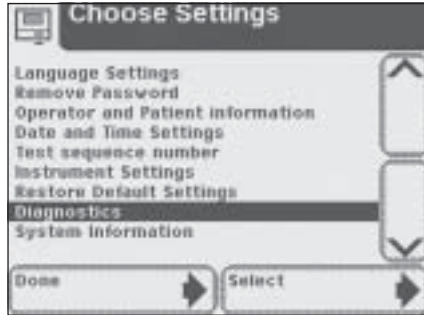 Choose Settings
Language Settings
Remove Password
Operator and Patient information
Date and Time Settings
Test sequence number
Instrument Settings
Restore Default Settings
Diagnostics
System Information
Done
Select